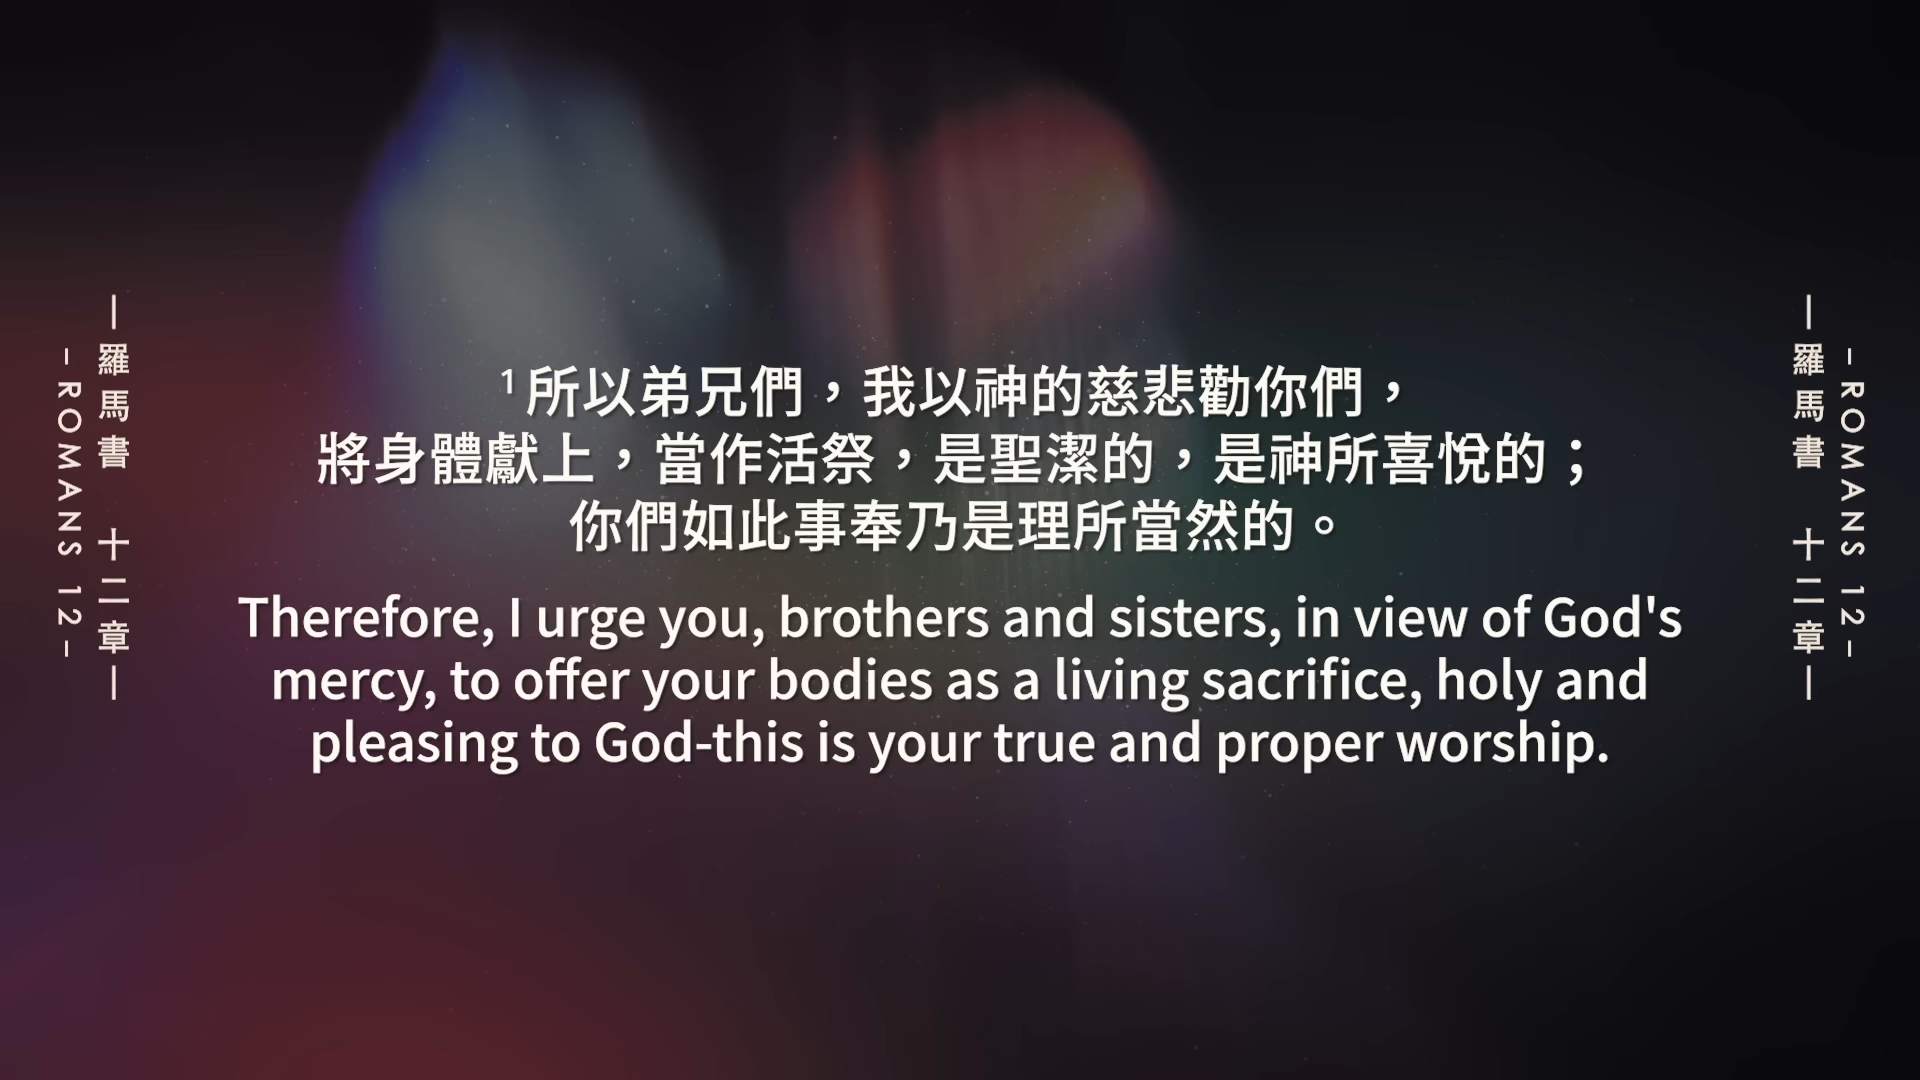 —羅馬書 十二章—
– ROMANS 12 –
¹所以弟兄們，我以神的慈悲勸你們，
將身體獻上，當作活祭，是聖潔的，是神所喜悅的；
你們如此事奉乃是理所當然的。
Therefore, I urge you, brothers and sisters, in view of God's
mercy, to offer your bodies as a living sacrifice, holy and
pleasing to God-this is your true and proper worship.
—羅馬書 十二章—
– ROMANS 12 –